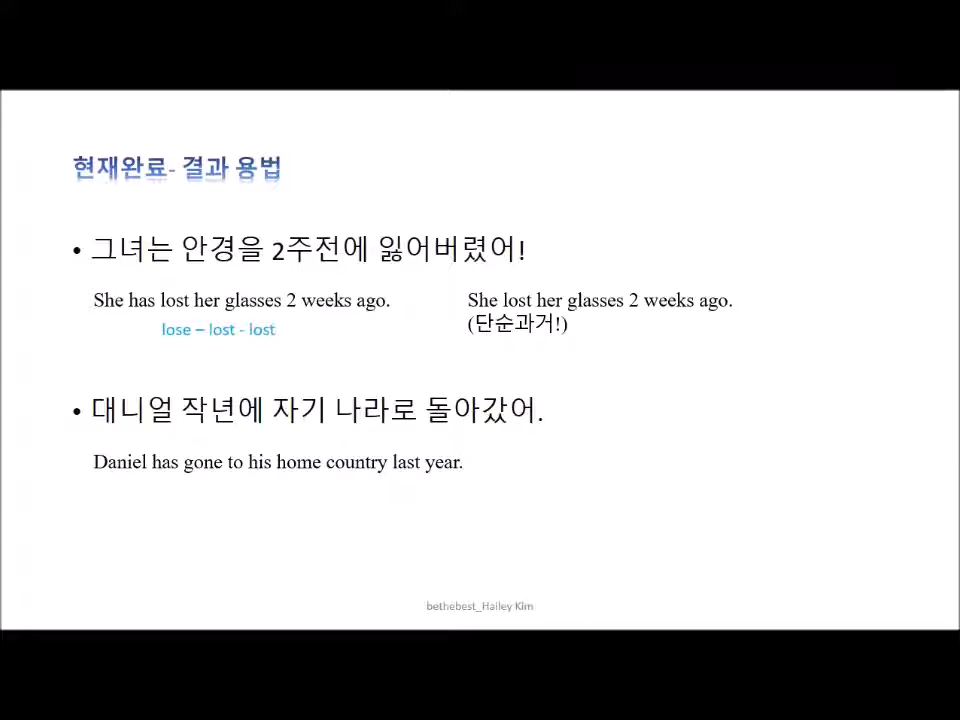 현재완료- 결과 용법
• 그녀는 안경을 2주전에 잃어버렸어!
She has lost her glasses 2 weeks ago.
lose – lost - lost
She lost her glasses 2 weeks ago.
(단순과거!)
• 대니얼 작년에 자기 나라로 돌아갔어.
Daniel has gone to his home country last year.
bethebest_Hailey Kim